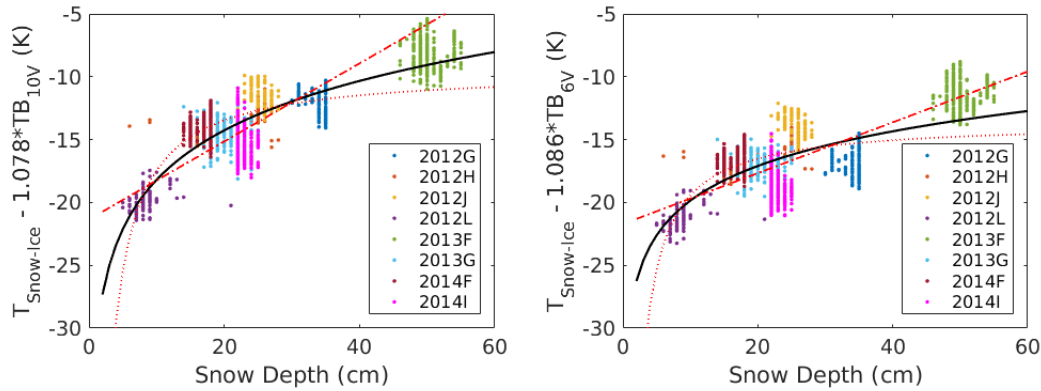 T_Snow-Ice - 1.078*TB_10V (K)
-5
-10
-15
-20
-25
-30
0
20
40
60
Snow Depth (cm)
2012G
2012H
2012J
2012L
2013F
2013G
2014F
2014I
T_Snow-Ice - 1.086*TB_6V (K)
-5
-10
-15
-20
-25
-30
0
20
40
60
Snow Depth (cm)
2012G
2012H
2012J
2012L
2013F
2013G
2014F
2014I